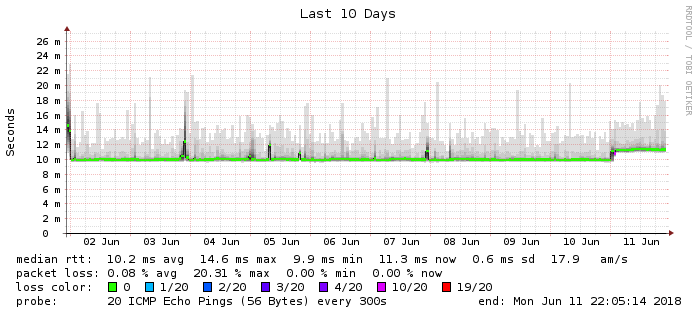 Last 10 Days
RRDTOOL / TOBI OETIKER
Seconds
26 m
24 m
22 m
20 m
18 m
16 m
14 m
12 m
10 m
8 m
6 m
4 m
2 m
0
02 Jun 03 Jun 04 Jun 05 Jun 06 Jun 07 Jun 08 Jun 09 Jun 10 Jun 11 Jun
median rtt: 10.2 ms avg 14.6 ms max 9.9 ms min 11.3 ms now 0.6 ms sd 17.9 am/s
packet loss: 0.08 % avg 20.31 % max 0.00 % min 0.00 % now
loss color: 0 1/20 2/20 3/20 4/20 10/20 19/20
probe: 20 ICMP Echo Pings (56 Bytes) every 300s end: Mon Jun 11 22:05:14 2018